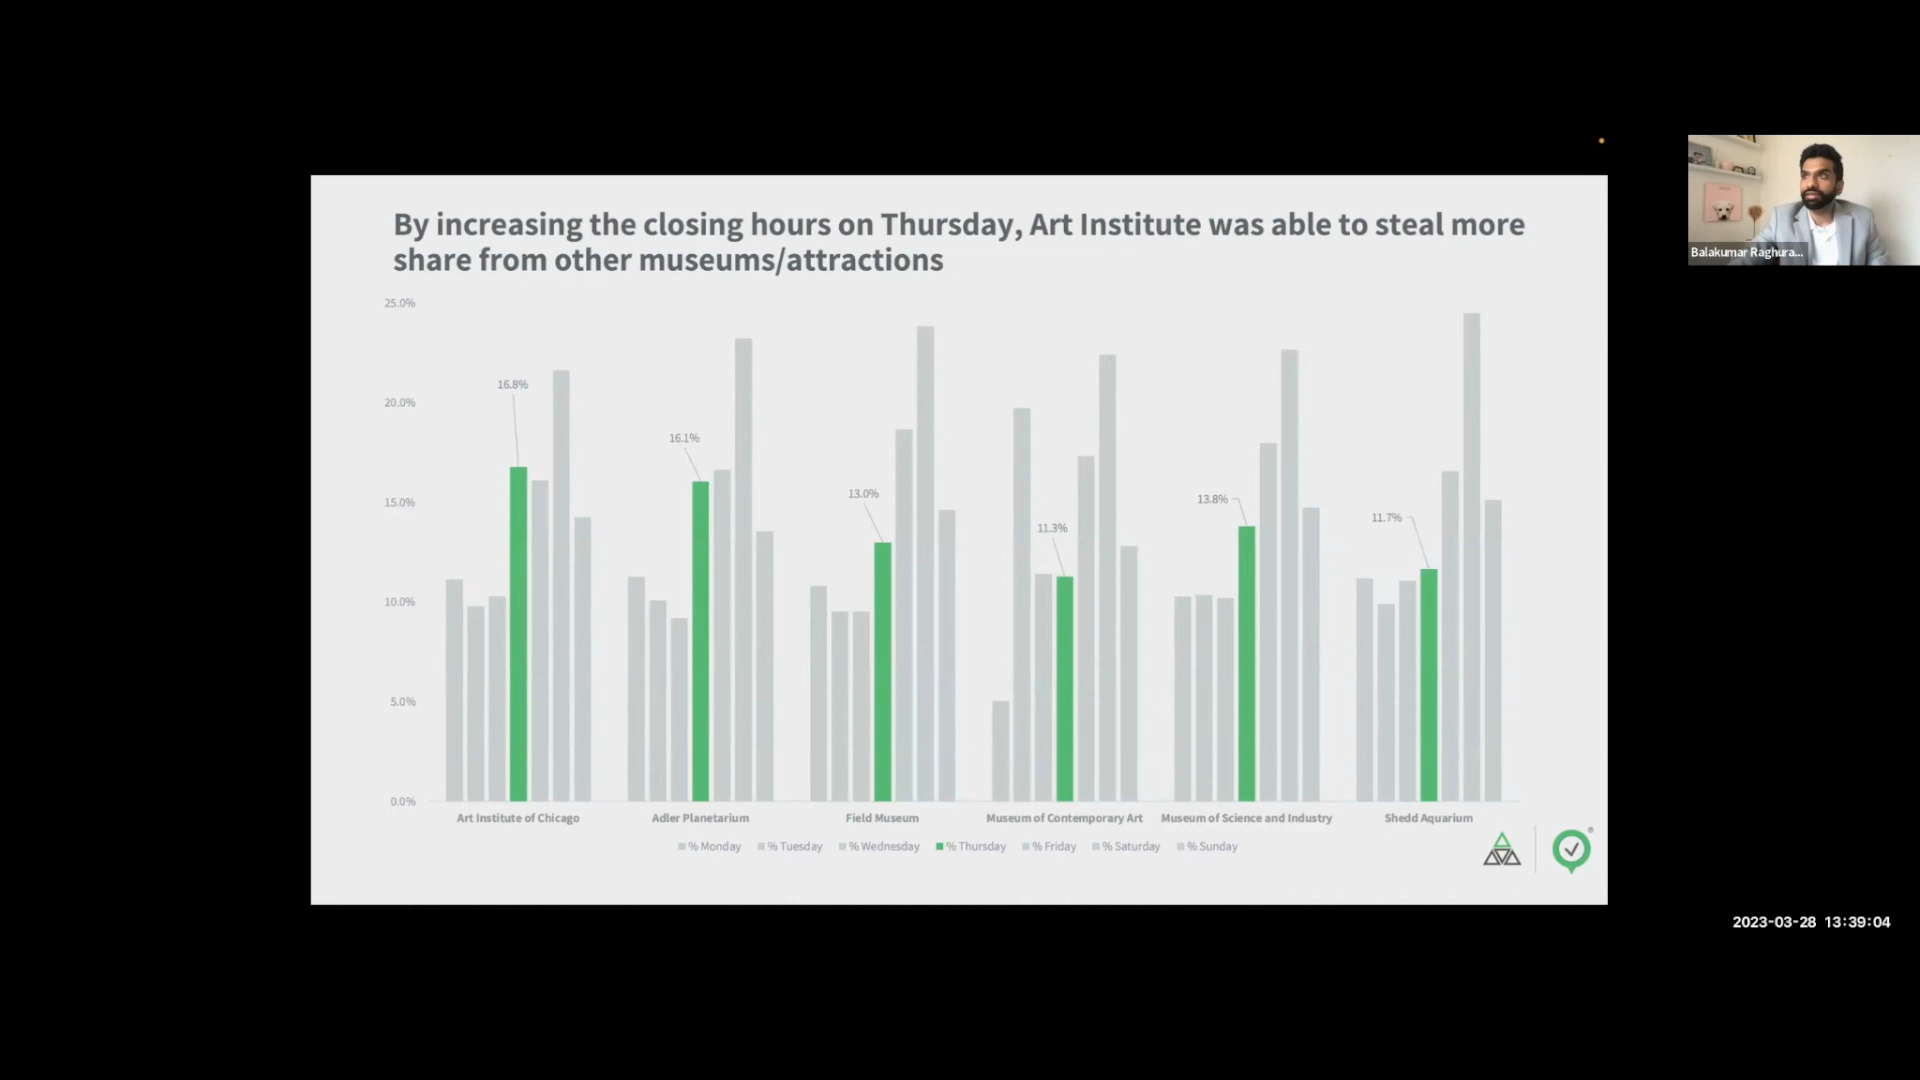 By increasing the closing hours on Thursday, Art Institute was able to steal more
share from other museums/attractions
25.0%
20.0%
15.0%
10.0%
5.0%
0.0%
16.8%
16.1%
13.0%
11.3%
13.8%
11.7%
Art Institute of Chicago
Adler Planetarium
Field Museum
Museum of Contemporary Art
Museum of Science and Industry
Shedd Aquarium
% Monday % Tuesday % Wednesday % Thursday % Friday % Saturday % Sunday
®
Balakumar Raghura...
2023-03-28 13:39:04